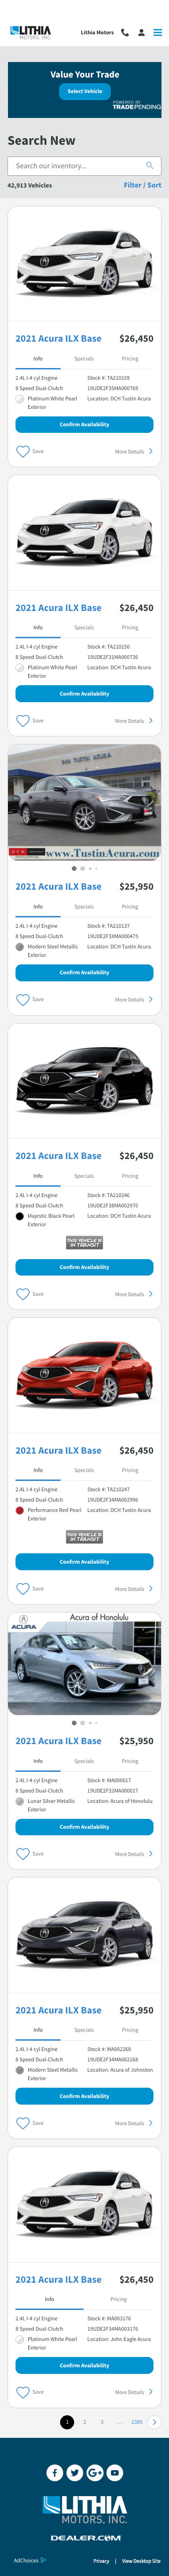 LITHIA
MOTORS, INC.
Lithia Motors
Value Your Trade
Select Vehicle
POWERED BY
TRADEPENDING
Search New
Search our inventory...
42,913 Vehicles
Filter / Sort
2021 Acura ILX Base $26,450
Info Specials Pricing
2.4L I-4 cyl Engine Stock #: TA210159
8 Speed Dual-Clutch 19UDE2F35MA000769
Platinum White Pearl Location: DCH Tustin Acura
Exterior
Confirm Availability
Save More Details
2021 Acura ILX Base $26,450
Info Specials Pricing
2.4L I-4 cyl Engine Stock #: TA210150
8 Speed Dual-Clutch 19UDE2F31MA000736
Platinum White Pearl Location: DCH Tustin Acura
Exterior
Confirm Availability
Save More Details
DCH TUSTIN ACURA
www.TustinAcura.com
2021 Acura ILX Base $25,950
Info Specials Pricing
2.4L I-4 cyl Engine Stock #: TA210137
8 Speed Dual-Clutch 19UDE2F3XMA000475
Modern Steel Metallic Location: DCH Tustin Acura
Exterior
Confirm Availability
Save More Details
2021 Acura ILX Base $26,450
Info Specials Pricing
2.4L I-4 cyl Engine Stock #: TA210246
8 Speed Dual-Clutch 19UDE2F38MA002970
Majestic Black Pearl Location: DCH Tustin Acura
Exterior
THIS VEHICLE IS
IN TRANSIT
Confirm Availability
Save More Details
2021 Acura ILX Base $26,450
Info Specials Pricing
2.4L I-4 cyl Engine Stock #: TA210247
8 Speed Dual-Clutch 19UDE2F34MA002996
Performance Red Pearl Location: DCH Tustin Acura
Exterior
THIS VEHICLE IS
IN TRANSIT
Confirm Availability
Save More Details
ACURA Acura of Honolulu
2021 Acura ILX Base $25,950
Info Specials Pricing
2.4L I-4 cyl Engine Stock #: MA000017
8 Speed Dual-Clutch 19UDE2F32MA000017
Lunar Silver Metallic Location: Acura of Honolulu
Exterior
Confirm Availability
Save More Details
2021 Acura ILX Base $25,950
Info Specials Pricing
2.4L I-4 cyl Engine Stock #: MA002268
8 Speed Dual-Clutch 19UDE2F34MA002268
Modern Steel Metallic Location: Acura of Johnston
Exterior
Confirm Availability
Save More Details
2021 Acura ILX Base $26,450
Info Pricing
2.4L I-4 cyl Engine Stock #: MA003176
8 Speed Dual-Clutch 19UDE2F34MA003176
Platinum White Pearl Location: John Eagle Acura
Exterior
Confirm Availability
Save More Details
1 2 3 ... 2385
LITHIA
MOTORS, INC.
DEALER.COM
AdChoices Privacy | View Desktop Site